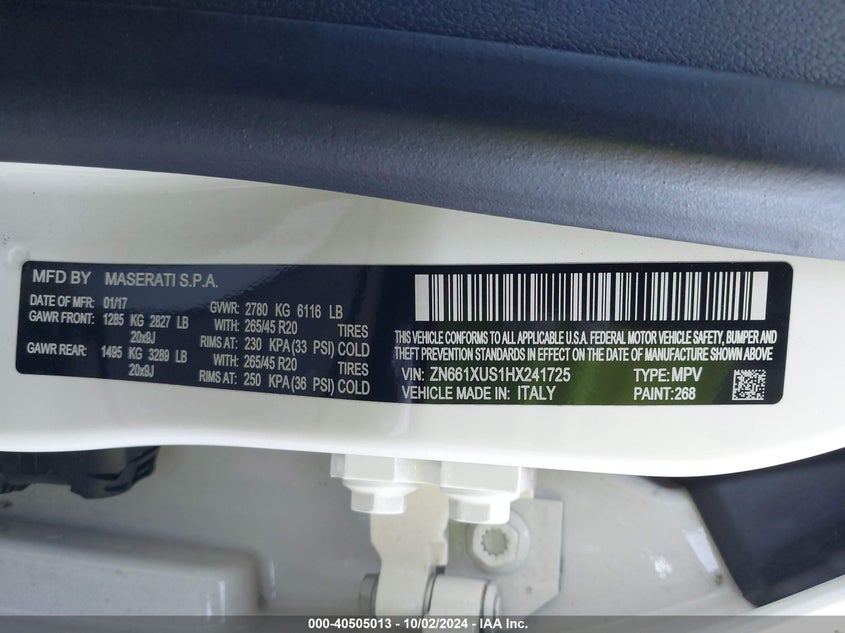 MFD BY MASERATI S.P.A.
DATE OF MFR: 01/17 GVWR: 2780 KG 6116 LB
GAWR FRONT: 1285 KG 2827 LB WITH: 265/45 R20 TIRES
20x9J RIMS AT: 230 KPA(33 PSI) COLD
GAWR REAR: 1495 KG 3289 LB WITH: 265/45 R20 TIRES
20x9J RIMS AT: 250 KPA(36 PSI) COLD
THIS VEHICLE CONFORMS TO ALL APPLICABLE U.S.A. FEDERAL MOTOR VEHICLE SAFETY, BUMPER AND
THEFT PREVENTION STANDARDS IN EFFECT ON THE DATE OF MANUFACTURE SHOWN ABOVE
VIN: ZN661XUS1HX241725 TYPE: MPV
VEHICLE MADE IN: ITALY PAINT: 268
000-40505013 - 10/02/2024 - IAA Inc.